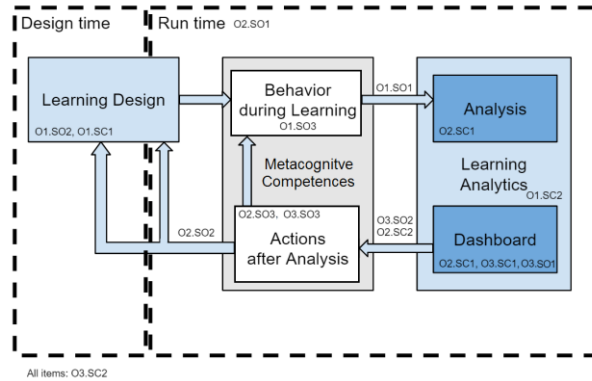 Design time
Run time O2.SO1
Learning Design
O1.SO2, O1.SC1
Behavior
during Learning
O1.SO3
O1.SO1
Analysis
O2.SC1
Metacognitve
Competences
Learning
Analytics
O1.SC2
O2.SO3, O3.SO3
Actions
after Analysis
O2.SO2
O3.SO2
O2.SC2
Dashboard
O2.SC1, O3.SC1, O3.SO1
All items: O3.SC2